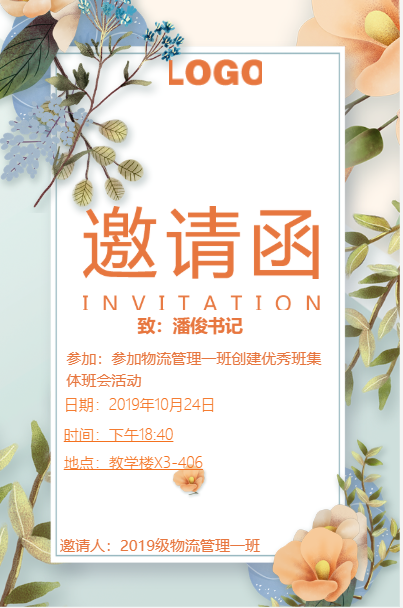 LOGO
邀请函
INVITATION
致：潘俊书记
参加：参加物流管理一班创建优秀班集
体班会活动
日期：2019年10月24日
时间：下午18:40
地点：教学楼X3-406
邀请人：2019级物流管理一班